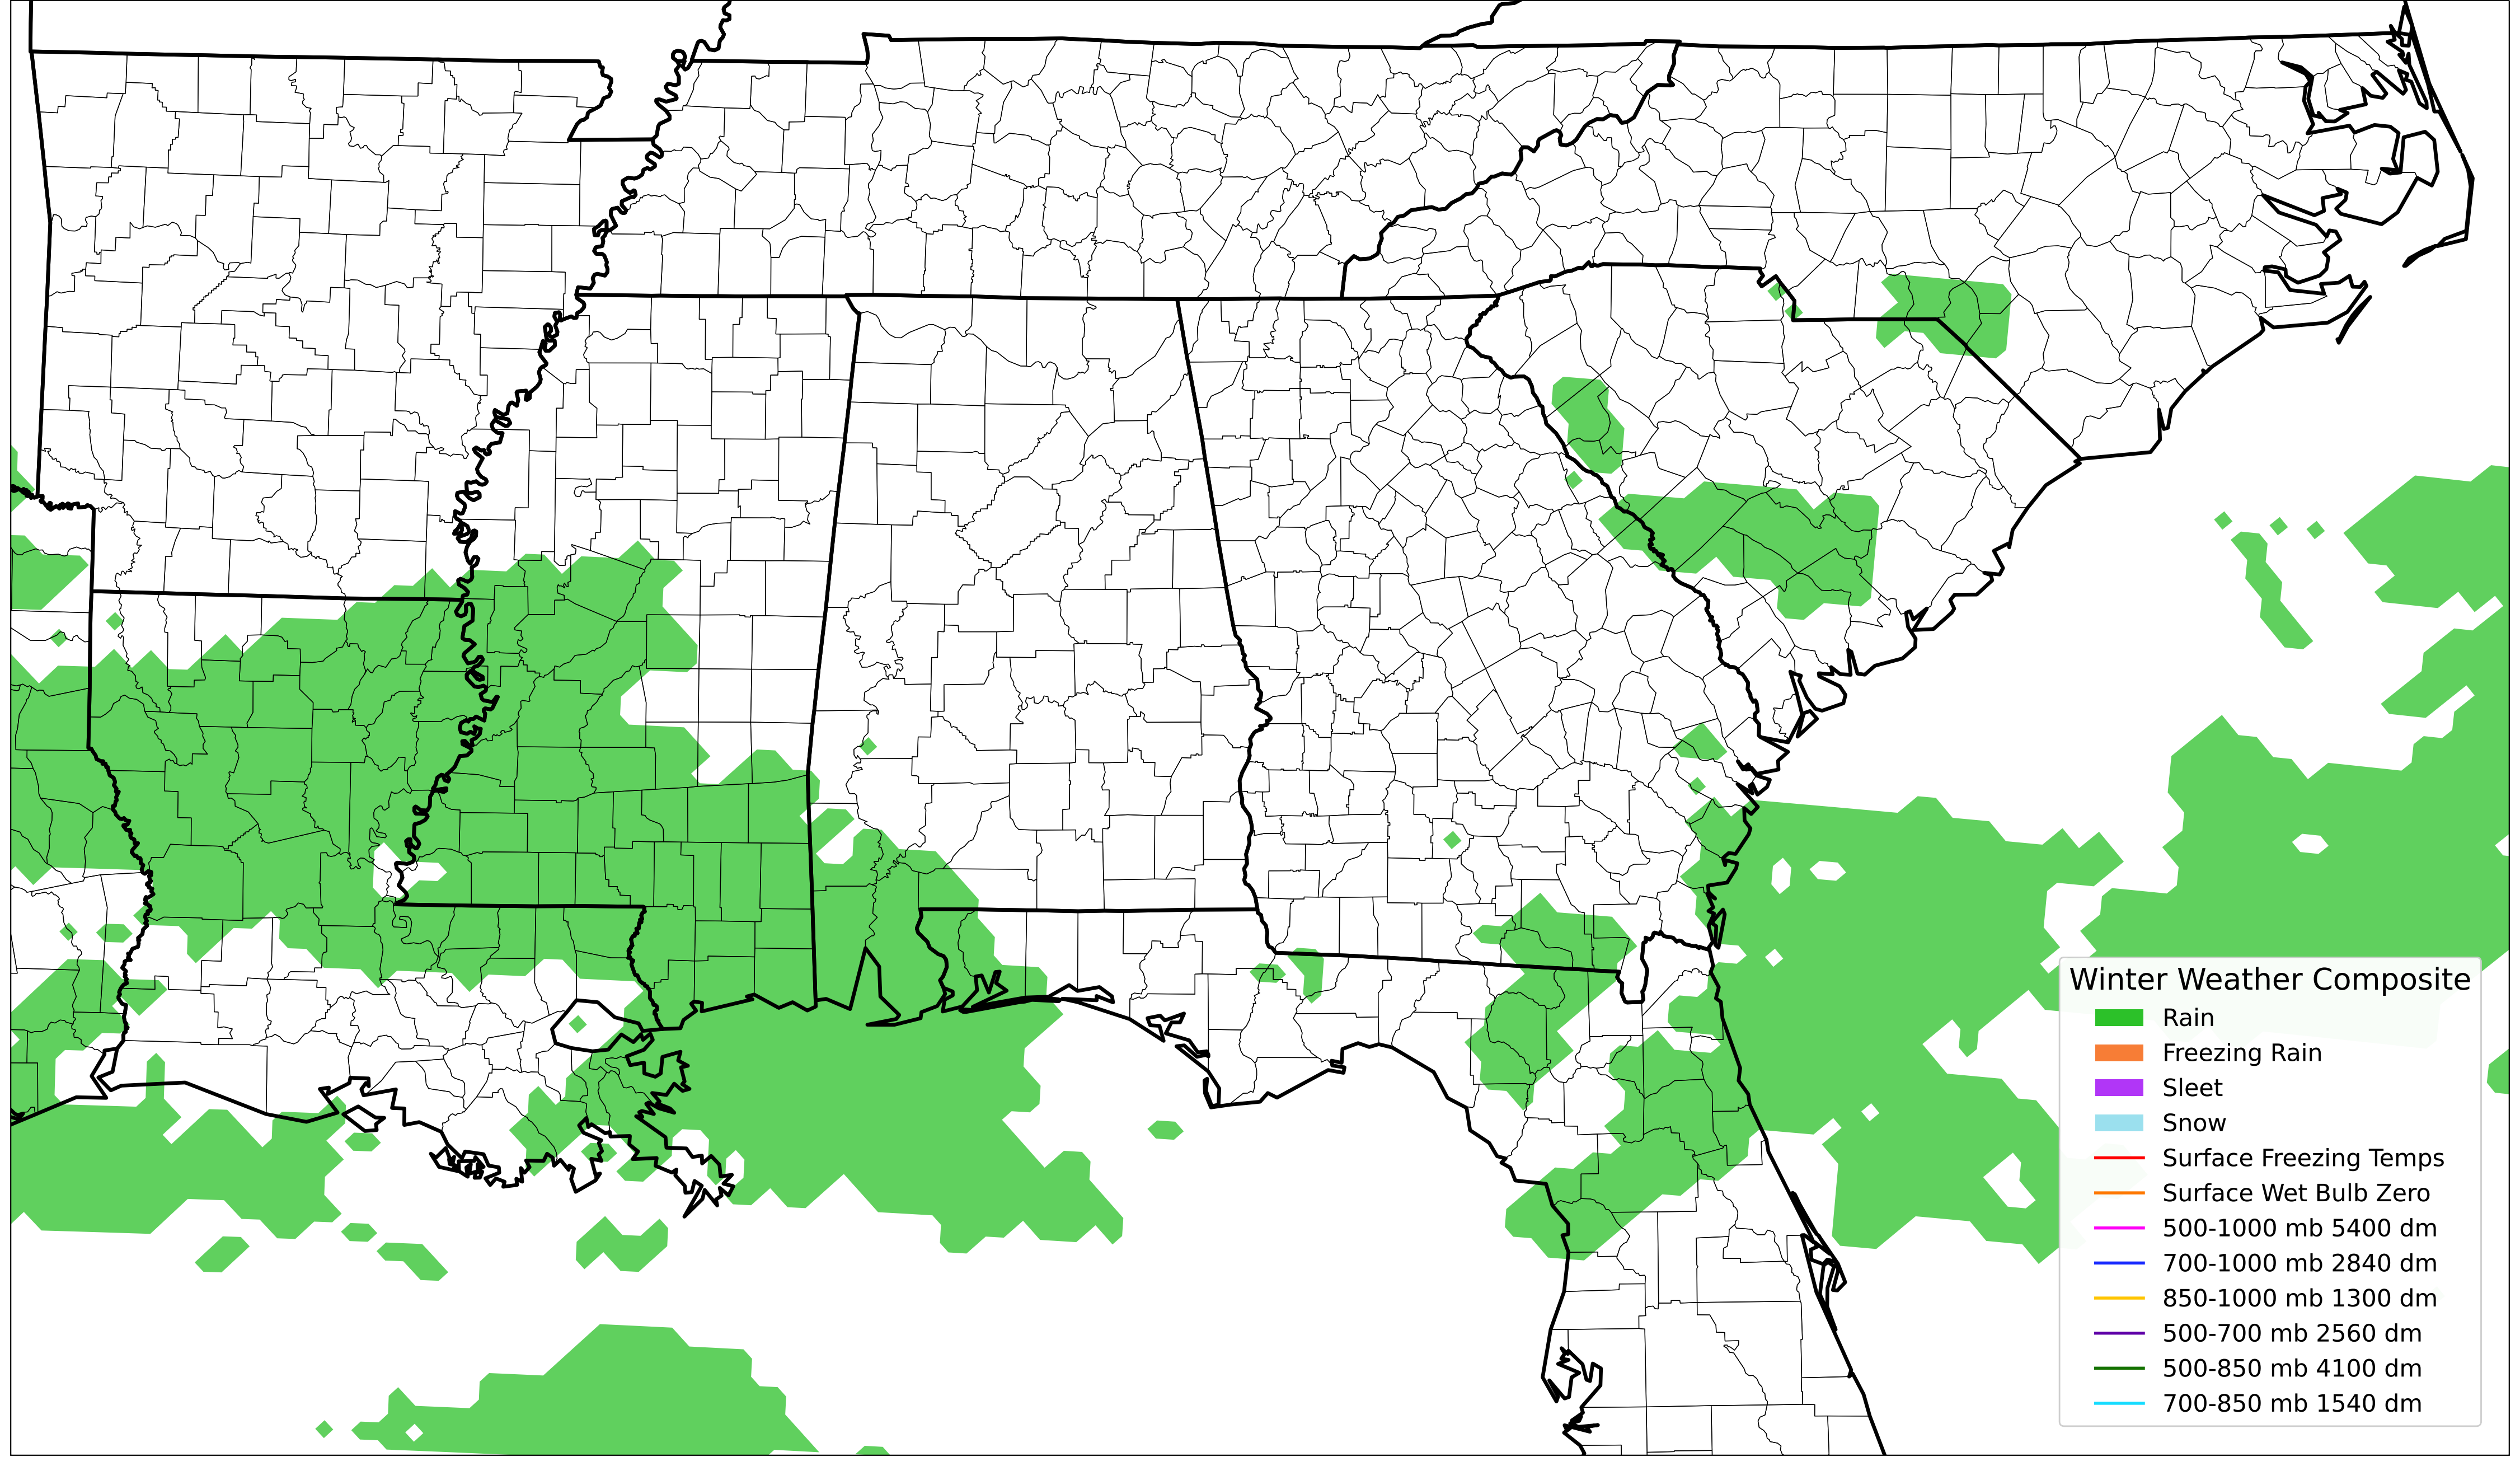 Winter Weather Composite
Rain
Freezing Rain
Sleet
Snow
Surface Freezing Temps
Surface Wet Bulb Zero
500-1000 mb 5400 dm
700-1000 mb 2840 dm
850-1000 mb 1300 dm
500-700 mb 2560 dm
500-850 mb 4100 dm
700-850 mb 1540 dm